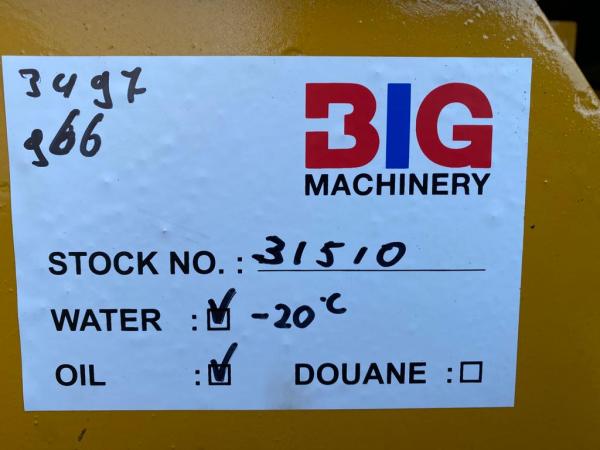 3497
966
BIG
MACHINERY
STOCK NO. : 31510
WATER : ☑ -20°C
OIL : ☑ DOUANE : ☐